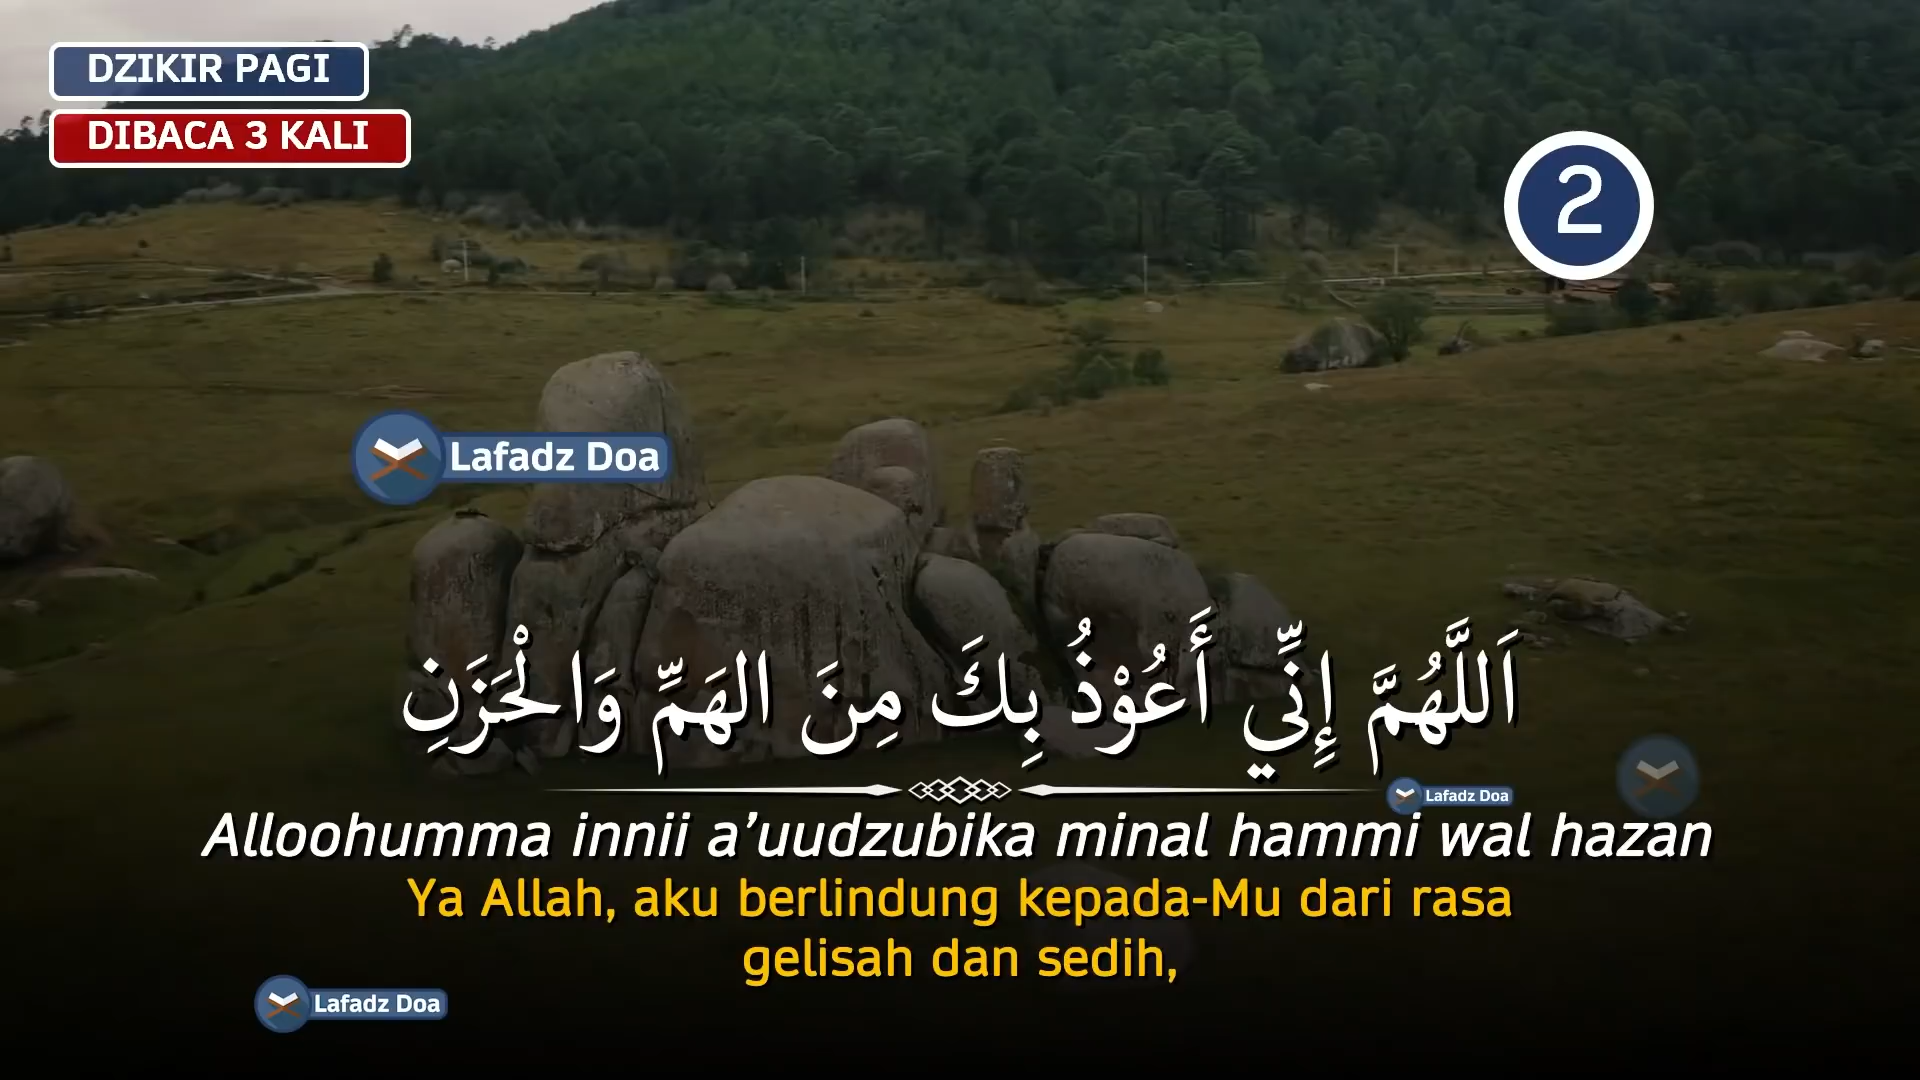 DZIKIR PAGI
DIBACA 3 KALI
2
Lafadz Doa
اَللَّهُمَّ إِنِّي أَعُوْذُ بِكَ مِنَ الهَمِّ وَالْحَزَنِ
Lafadz Doa
Alloohumma innii a’uudzubika minal hammi wal hazan
Ya Allah, aku berlindung kepada-Mu dari rasa
gelisah dan sedih,
Lafadz Doa